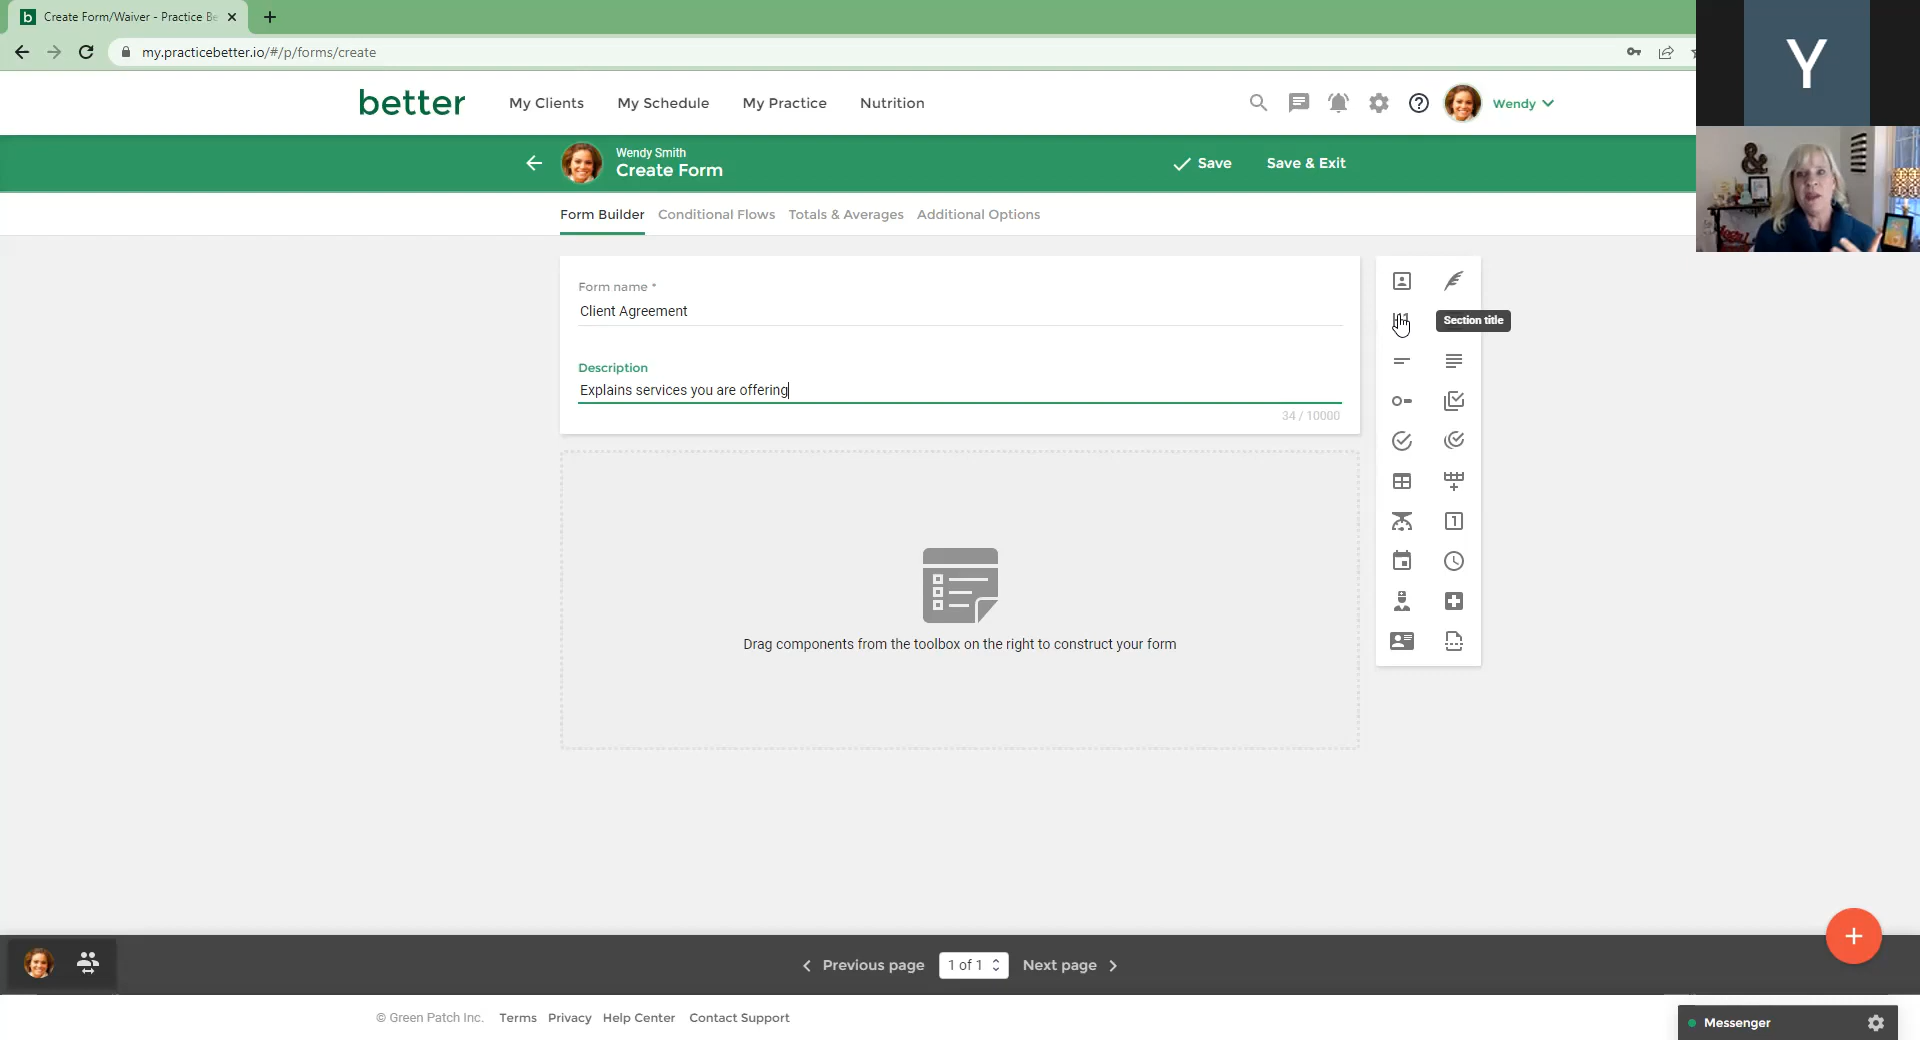 Create Form/Waiver - Practice Be
my.practicebetter.io/#/p/forms/create
Y
better
My Clients
My Schedule
My Practice
Nutrition
Wendy
Wendy Smith
Create Form
Save
Save & Exit
Form Builder
Conditional Flows
Totals & Averages
Additional Options
Form name *
Client Agreement
Section title
Description
Explains services you are offering
34 / 10000
Drag components from the toolbox on the right to construct your form
Previous page
1 of 1
Next page
© Green Patch Inc.
Terms
Privacy
Help Center
Contact Support
Messenger